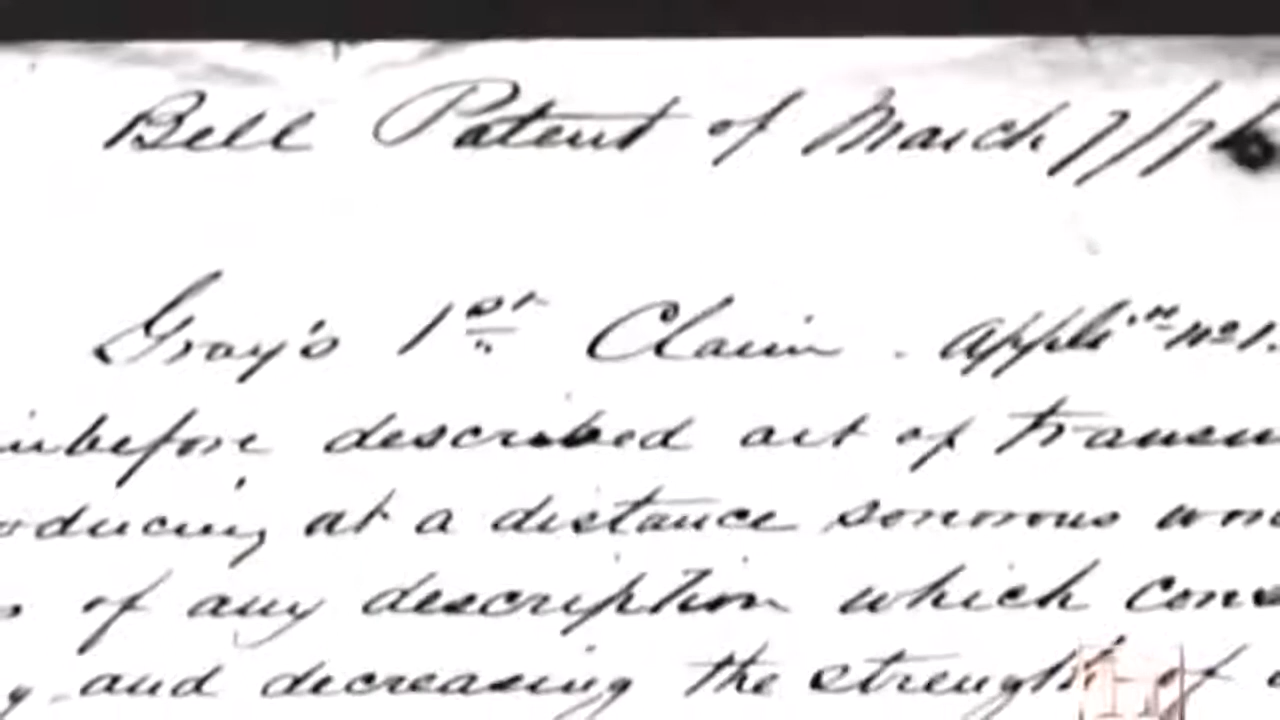 Bell Patent of March 7/76
Gray's 1st Claim. Appli'n No 1.
inbefore described art of transm
oducing at a distance sonorous
s of any description which cons
y and decreasing the strength of